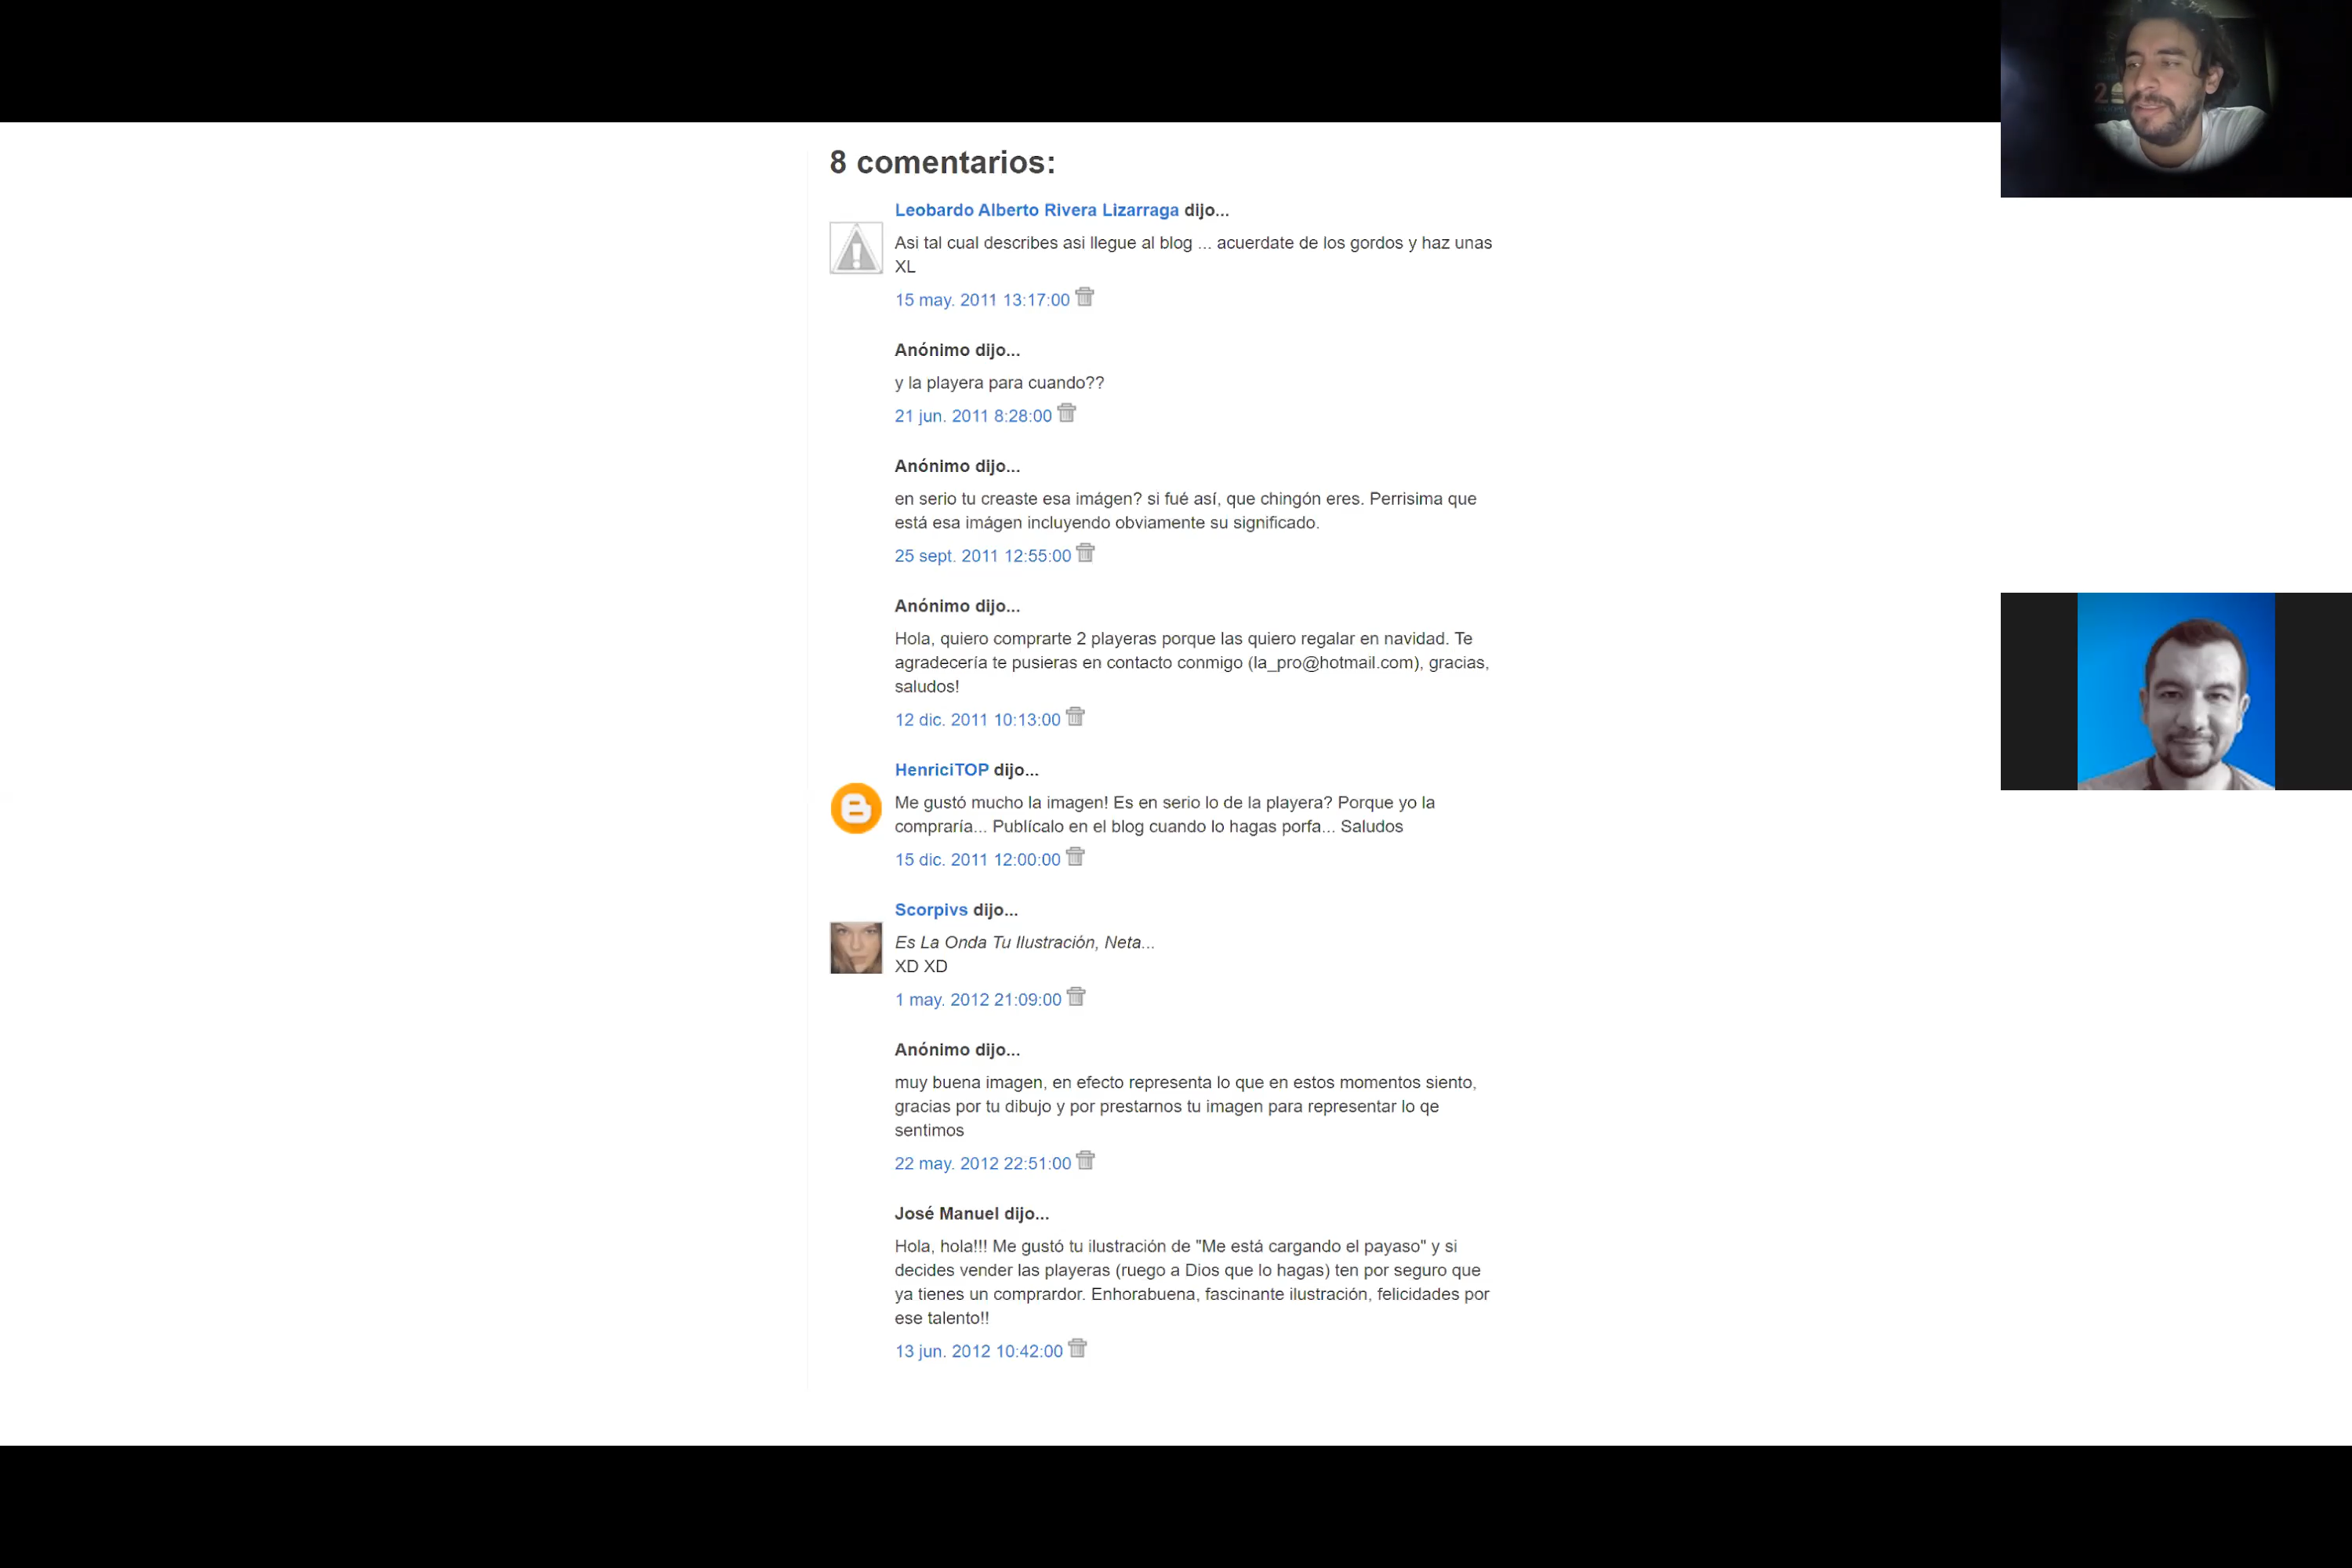 8 comentarios:
Leobardo Alberto Rivera Lizarraga dijo...
Asi tal cual describes asi llegue al blog ... acuerdate de los gordos y haz unas
XL
15 may. 2011 13:17:00
Anónimo dijo...
y la playera para cuando??
21 jun. 2011 8:28:00
Anónimo dijo...
en serio tu creaste esa imágen? si fué así, que chingón eres. Perrisima que
está esa imágen incluyendo obviamente su significado.
25 sept. 2011 12:55:00
Anónimo dijo...
Hola, quiero comprarte 2 playeras porque las quiero regalar en navidad. Te
agradecería te pusieras en contacto conmigo (la_pro@hotmail.com), gracias,
saludos!
12 dic. 2011 10:13:00
HenriciTOP dijo...
Me gustó mucho la imagen! Es en serio lo de la playera? Porque yo la
compraría... Publícalo en el blog cuando lo hagas porfa... Saludos
15 dic. 2011 12:00:00
Scorpivs dijo...
Es La Onda Tu Ilustración, Neta...
XD XD
1 may. 2012 21:09:00
Anónimo dijo...
muy buena imagen, en efecto representa lo que en estos momentos siento,
gracias por tu dibujo y por prestarnos tu imagen para representar lo qe
sentimos
22 may. 2012 22:51:00
José Manuel dijo...
Hola, hola!!! Me gustó tu ilustración de "Me está cargando el payaso" y si
decides vender las playeras (ruego a Dios que lo hagas) ten por seguro que
ya tienes un comprardor. Enhorabuena, fascinante ilustración, felicidades por
ese talento!!
13 jun. 2012 10:42:00